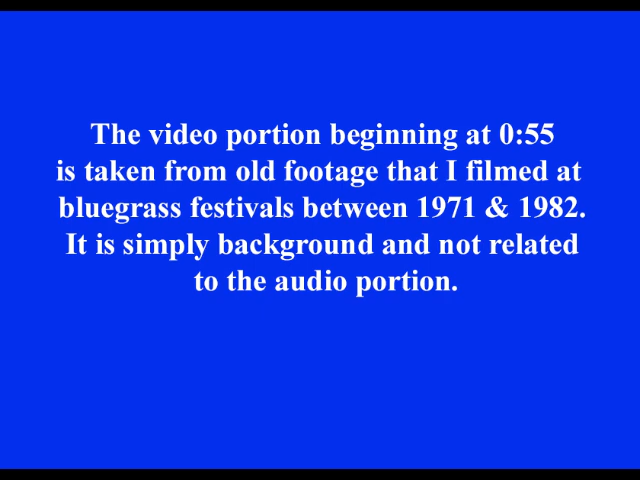 The video portion beginning at 0:55
is taken from old footage that I filmed at
bluegrass festivals between 1971 & 1982.
It is simply background and not related
to the audio portion.